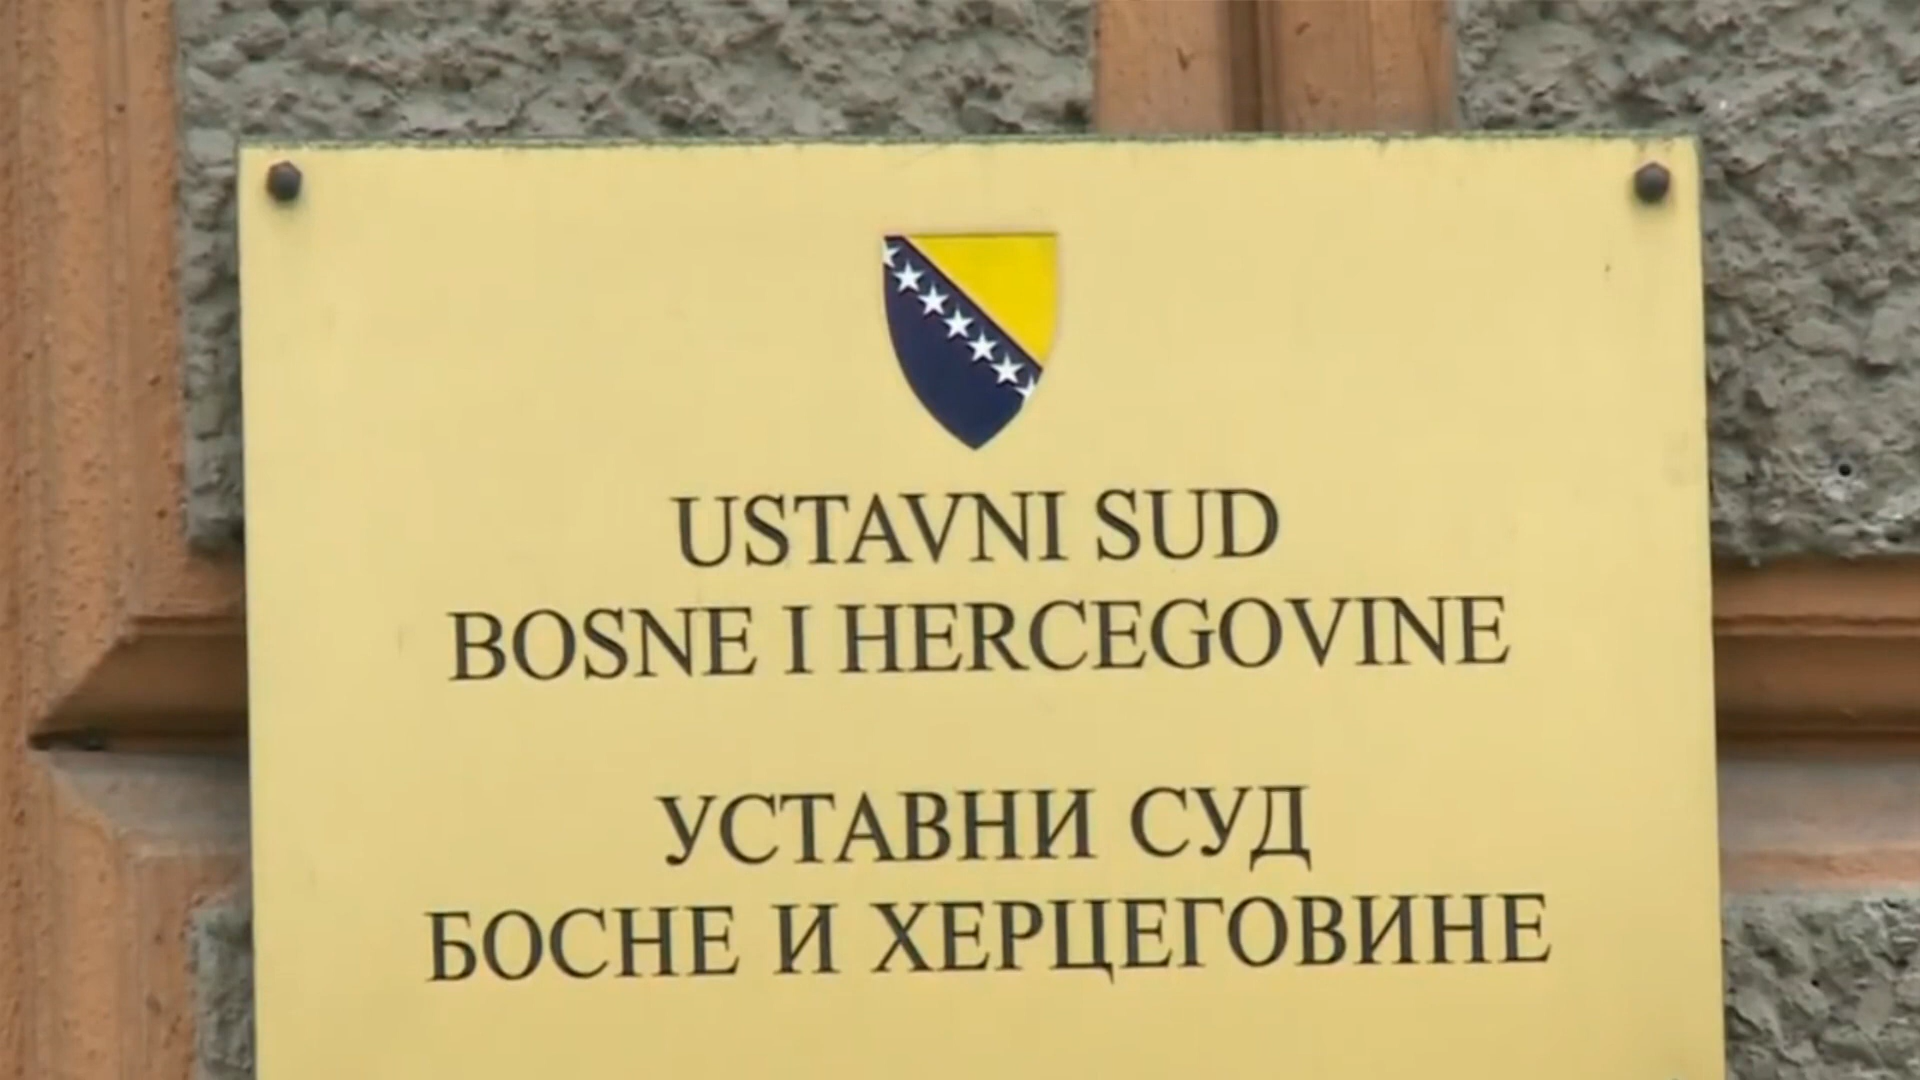 USTAVNI SUD
BOSNE I HERCEGOVINE
УСТАВНИ СУД
БОСНЕ И ХЕРЦЕГОВИНЕ